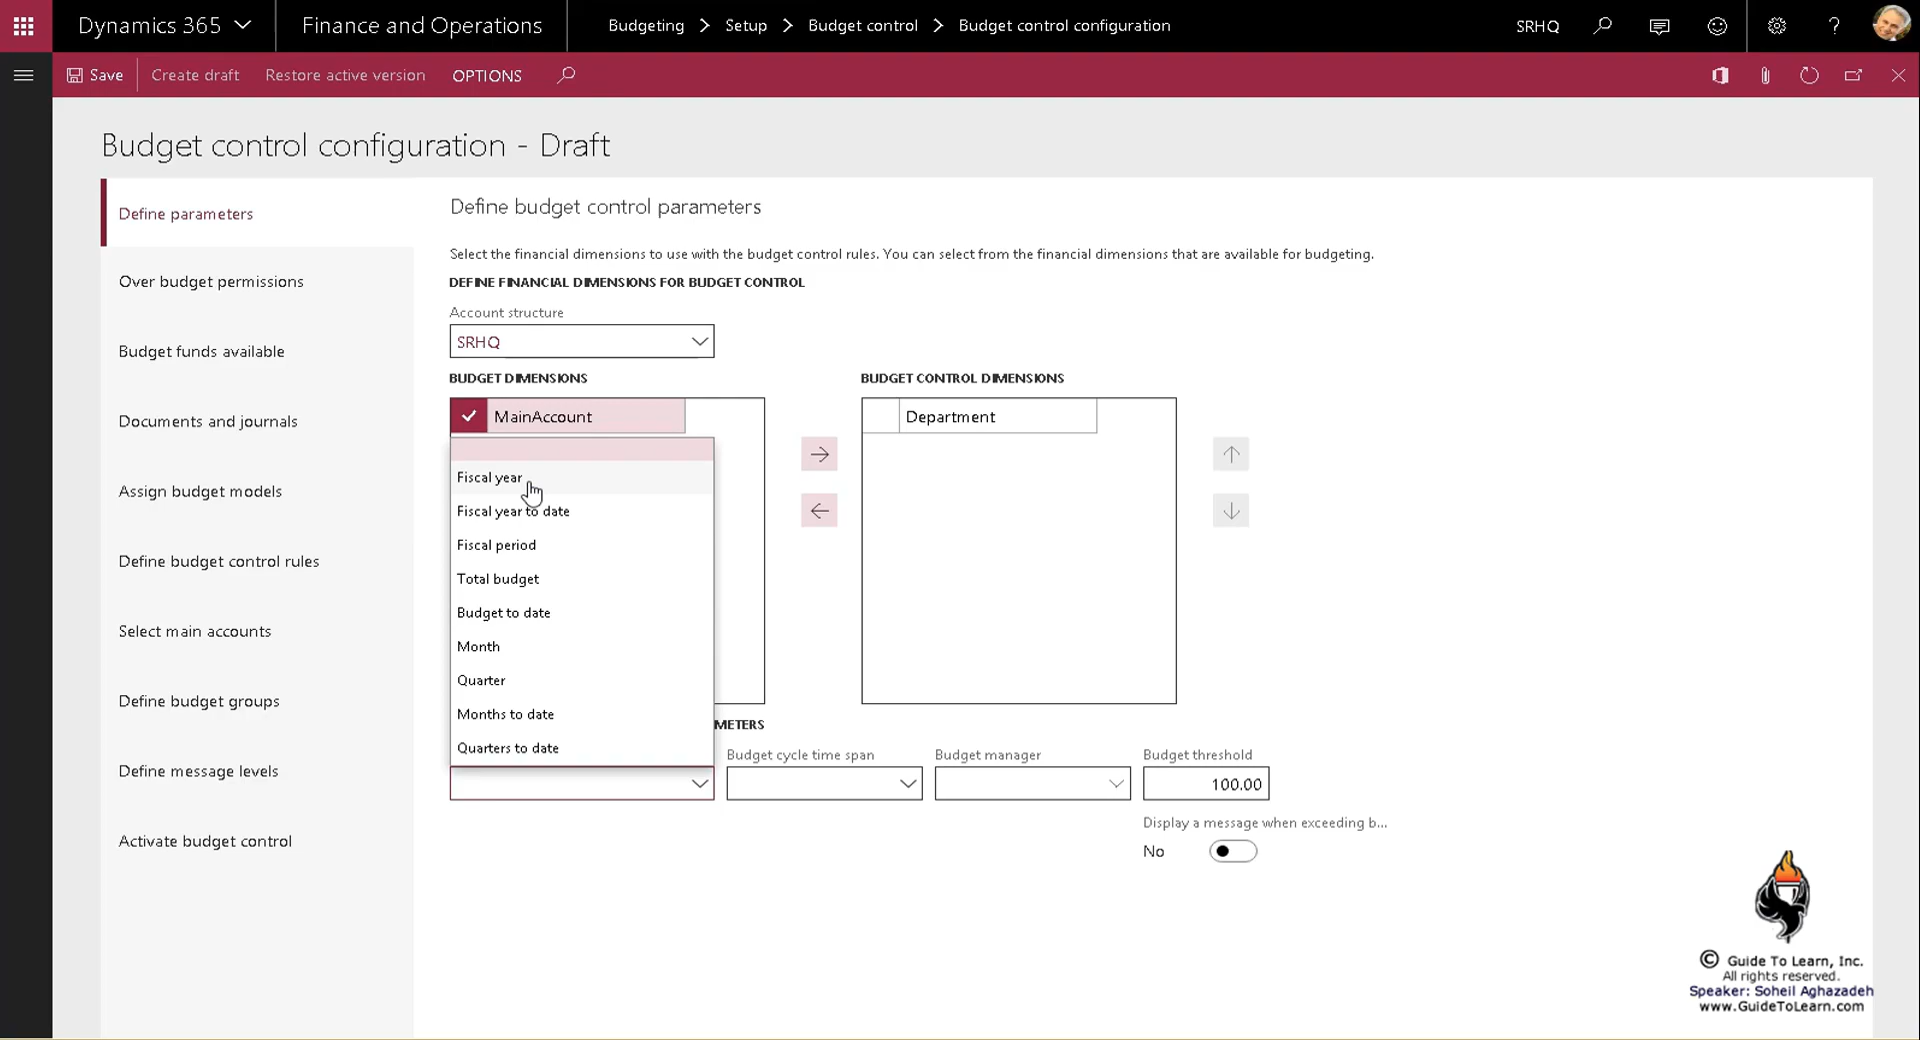 Dynamics 365
Finance and Operations
Budgeting > Setup > Budget control > Budget control configuration
SRHQ
?
Save
Create draft
Restore active version
OPTIONS
Budget control configuration - Draft
Define parameters
Over budget permissions
Budget funds available
Documents and journals
Assign budget models
Define budget control rules
Select main accounts
Define budget groups
Define message levels
Activate budget control
Define budget control parameters
Select the financial dimensions to use with the budget control rules. You can select from the financial dimensions that are available for budgeting.
DEFINE FINANCIAL DIMENSIONS FOR BUDGET CONTROL
Account structure
SRHQ
BUDGET DIMENSIONS
MainAccount
BUDGET CONTROL DIMENSIONS
Department
Fiscal year
Fiscal year to date
Fiscal period
Total budget
Budget to date
Month
Quarter
Months to date
Quarters to date
METERS
Budget cycle time span
Budget manager
Budget threshold
100.00
Display a message when exceeding b...
No
© Guide To Learn, Inc.
All rights reserved.
Speaker: Soheil Aghazadeh
www.GuideToLearn.com